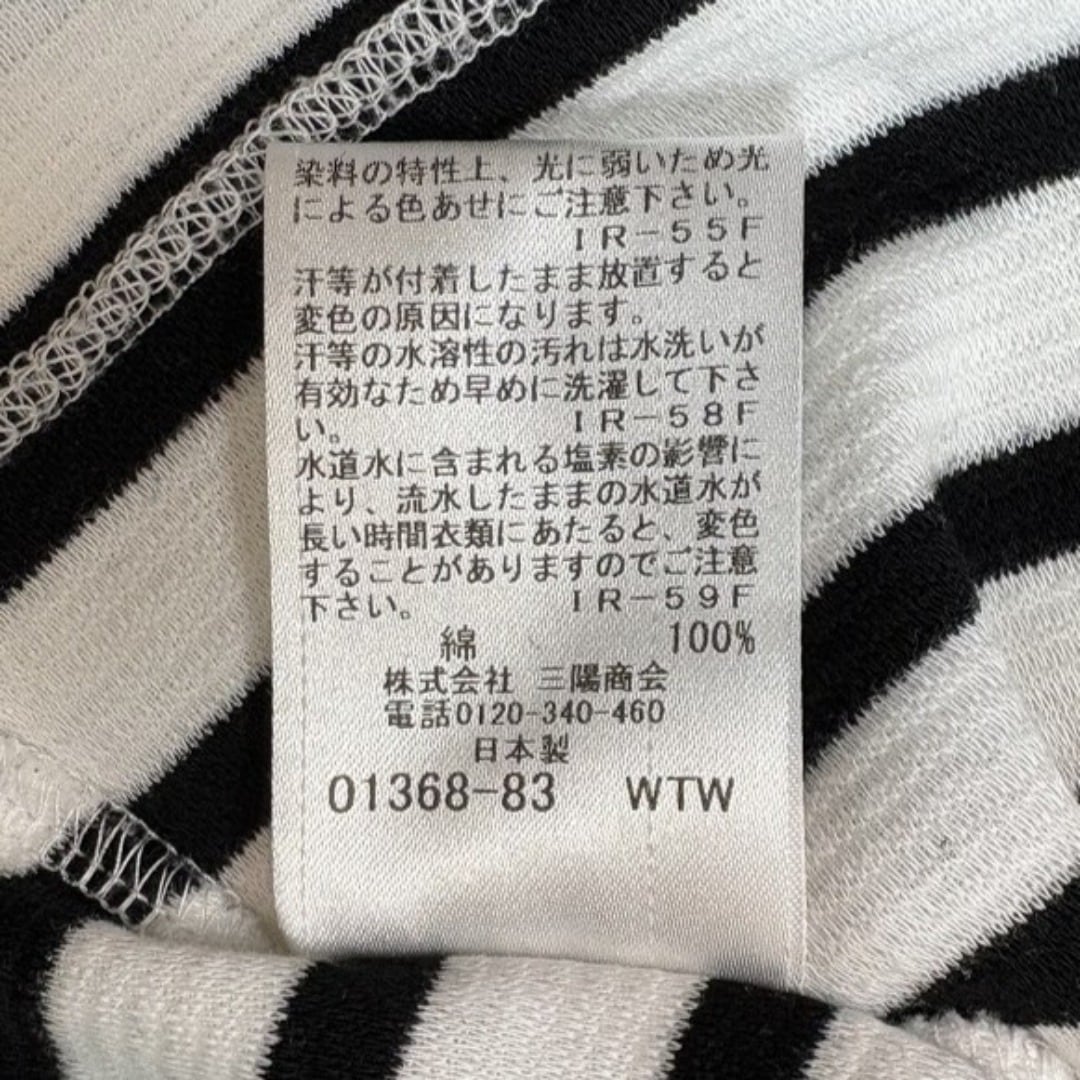 染料の特性上、光に弱いため光
による色あせにご注意下さい。
ＩＲ－５５Ｆ
汗等が付着したまま放置すると
変色の原因になります。
汗等の水溶性の汚れは水洗いが
有効なため早めに洗濯して下さ
い。 ＩＲ－５８Ｆ
水道水に含まれる塩素の影響に
より、流水したままの水道水が
長い時間衣類にあたると、変色
することがありますのでご注意
下さい。 ＩＲ－５９Ｆ
綿 100%
株式会社 三陽商会
電話0120-340-460
日本製
01368-83 WTW